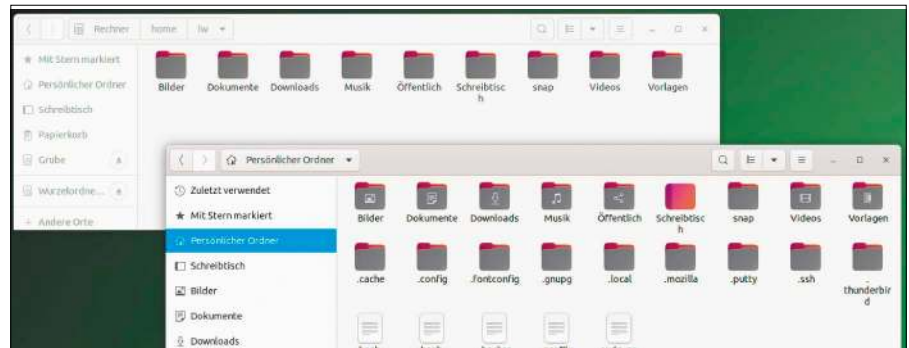 Rechner home lw
Mit Stern markiert
Persönlicher Ordner
Schreibtisch
Papierkorb
Grube
Wurzelordne...
+ Andere Orte
Bilder Dokumente Downloads Musik Öffentlich Schreibtisc
h snap Videos Vorlagen
Persönlicher Ordner
Zuletzt verwendet
Mit Stern markiert
Persönlicher Ordner
Schreibtisch
Bilder
Dokumente
Downloads
Bilder Dokumente Downloads Musik Öffentlich Schreibtisc
h snap Videos Vorlagen
.cache .config .fontconfig .gnupg .local .mozilla .putty .ssh .
thunderbir
d